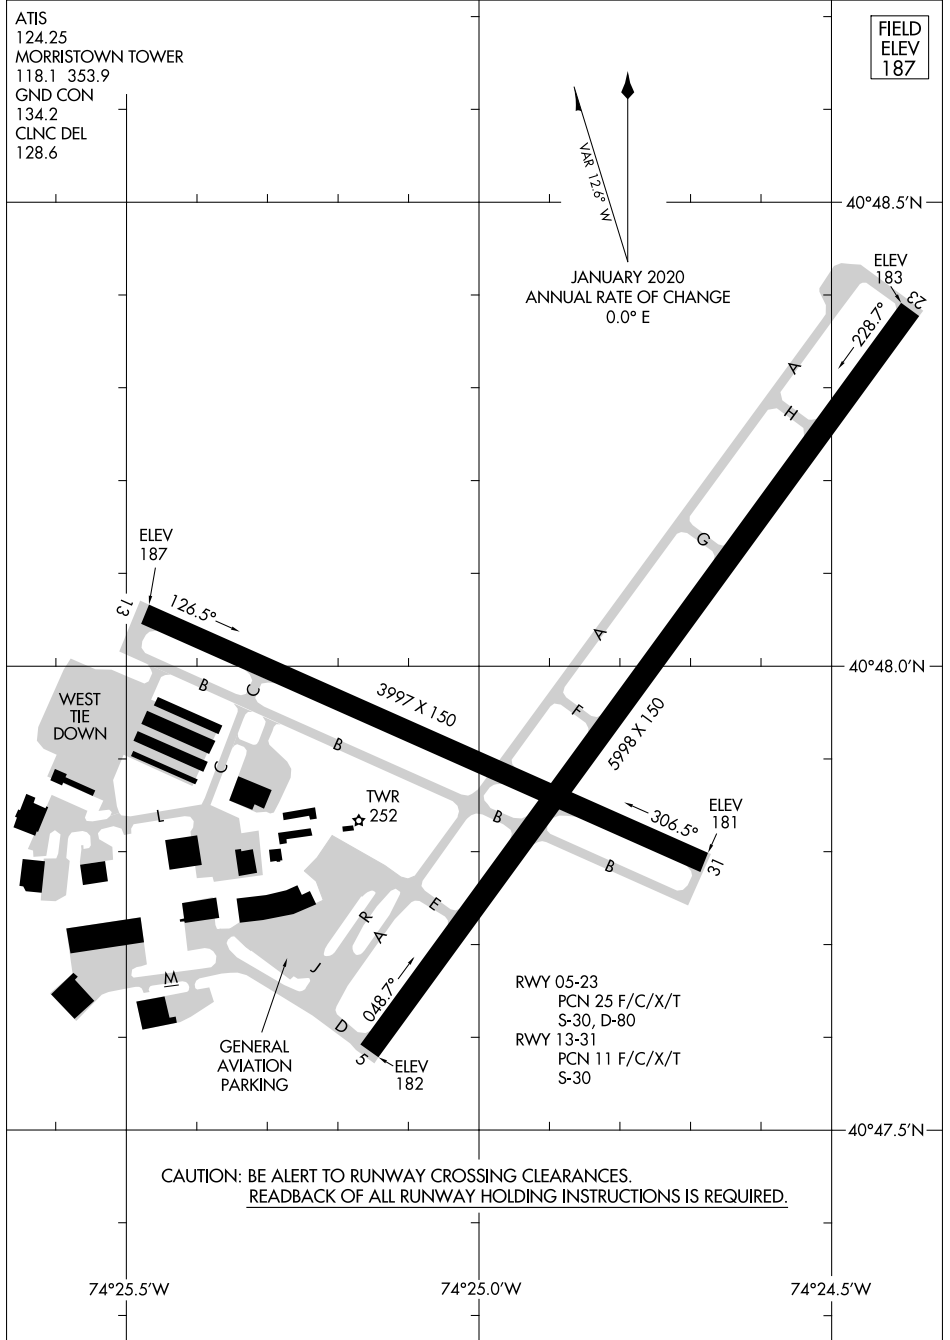 ATIS
124.25
MORRISTOWN TOWER
118.1 353.9
GND CON
134.2
CLNC DEL
128.6
FIELD
ELEV
187
VAR 12.6° W
JANUARY 2020
ANNUAL RATE OF CHANGE
0.0° E
40°48.5'N
ELEV
183
23
228.7°
A
H
G
ELEV
187
13
126.5°
A
40°48.0'N
WEST
TIE
DOWN
B
C
3997 X 150
F
5998 X 150
B
C
L
TWR
252
B
306.5°
ELEV
181
B
31
E
R
A
J
M
048.7°
D
5
ELEV
182
GENERAL
AVIATION
PARKING
RWY 05-23
PCN 25 F/C/X/T
S-30, D-80
RWY 13-31
PCN 11 F/C/X/T
S-30
40°47.5'N
CAUTION: BE ALERT TO RUNWAY CROSSING CLEARANCES.
READBACK OF ALL RUNWAY HOLDING INSTRUCTIONS IS REQUIRED.
74°25.5'W
74°25.0'W
74°24.5'W